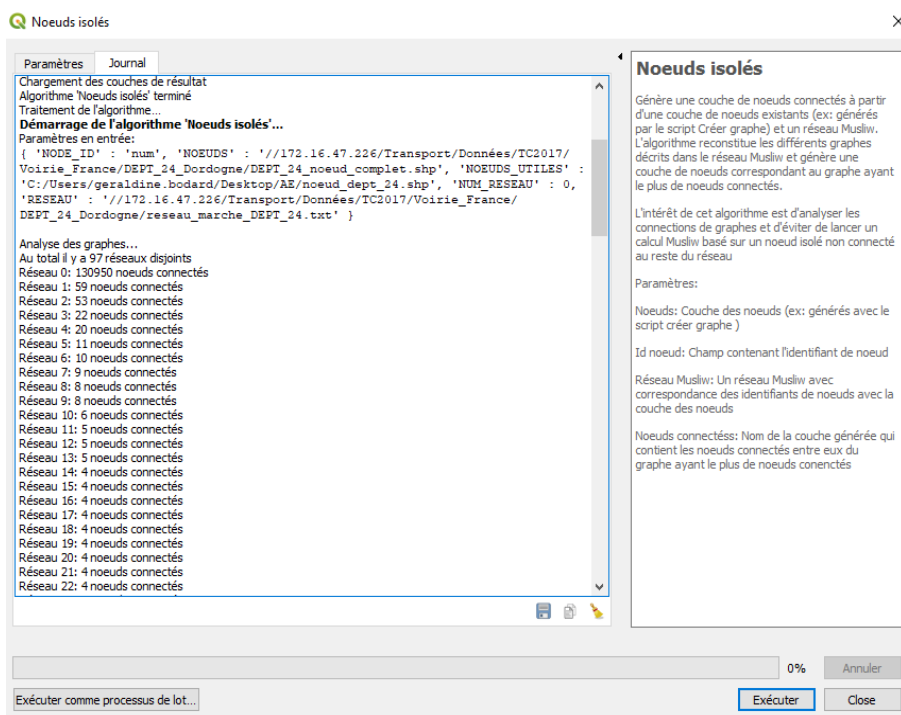 Noeuds isolés
Paramètres
Journal
Chargement des couches de résultat
Algorithme 'Noeuds isolés' terminé
Traitement de l'algorithme...
Démarrage de l'algorithme 'Noeuds isolés'...
Paramètres en entrée:
{ 'NODE_ID' : 'num', 'NOEUDS' : '//172.16.47.226/Transport/Données/TC2017/
Voirie_France/DEPT_24_Dordogne/DEPT_24_noeud_complet.shp', 'NOEUDS_UTILES' :
'C:/Users/geraldine.bodard/Desktop/AE/noeud_dept_24.shp', 'NUM_RESEAU' : 0,
'RESEAU' : '//172.16.47.226/Transport/Données/TC2017/Voirie_France/
DEPT_24_Dordogne/reseau_marche_DEPT_24.txt' }
Analyse des graphes...
Au total il y a 97 réseaux disjoints
Réseau 0: 130950 noeuds connectés
Réseau 1: 59 noeuds connectés
Réseau 2: 53 noeuds connectés
Réseau 3: 22 noeuds connectés
Réseau 4: 20 noeuds connectés
Réseau 5: 11 noeuds connectés
Réseau 6: 10 noeuds connectés
Réseau 7: 9 noeuds connectés
Réseau 8: 8 noeuds connectés
Réseau 9: 8 noeuds connectés
Réseau 10: 6 noeuds connectés
Réseau 11: 5 noeuds connectés
Réseau 12: 5 noeuds connectés
Réseau 13: 5 noeuds connectés
Réseau 14: 4 noeuds connectés
Réseau 15: 4 noeuds connectés
Réseau 16: 4 noeuds connectés
Réseau 17: 4 noeuds connectés
Réseau 18: 4 noeuds connectés
Réseau 19: 4 noeuds connectés
Réseau 20: 4 noeuds connectés
Réseau 21: 4 noeuds connectés
Réseau 22: 4 noeuds connectés
Noeuds isolés
Génère une couche de noeuds connectés à partir
d'une couche de noeuds existants (ex: générés
par le script Créer graphe) et un réseau Musliw.
L'algorithme reconstitue les différents graphes
décrits dans le réseau Musliw et génère une
couche de noeuds correspondant au graphe ayant
le plus de noeuds connectés.
L'intérêt de cet algorithme est d'analyser les
connections de graphes et d'éviter de lancer un
calcul Musliw basé sur un noeud isolé non connecté
au reste du réseau
Paramètres:
Noeuds: Couche des noeuds (ex: générés avec le
script créer graphe )
Id noeud: Champ contenant l'identifiant de noeud
Réseau Musliw: Un réseau Musliw avec
correspondance des identifiants de noeuds avec la
couche des noeuds
Noeuds connectéss: Nom de la couche générée qui
contient les noeuds connectés entre eux du
graphe ayant le plus de noeuds conenctés
0%
Annuler
Exécuter comme processus de lot...
Exécuter
Close